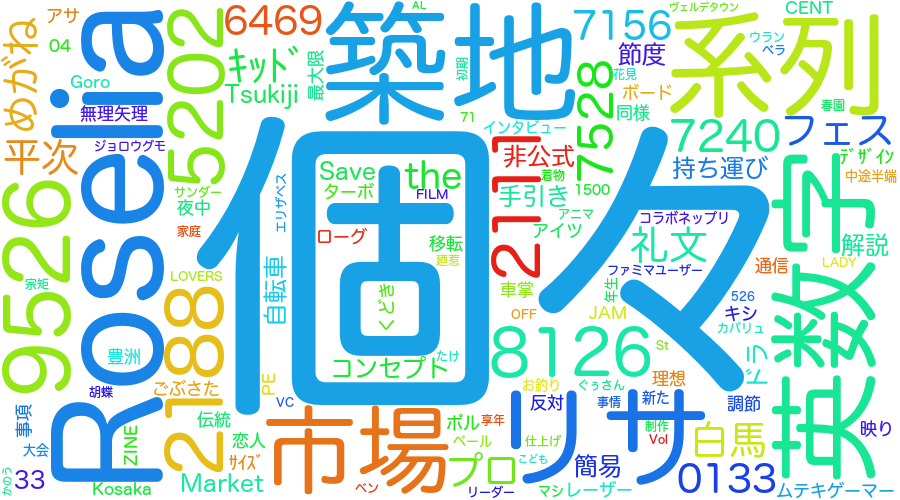 個々
Roselia
築地
系列
英数字
リサ
市場
9526
5202
2188
8126
2111
7528
7240
7156
6469
0133
めがね
平次
アサ
04
Goro
無理矢理
ジョロウグモ
ｷｯﾄﾞ
Tsukiji
最大限
AL
初期
71
インタビュー
花見
ボード
同様
節度
ヴェルデタウン
ウラン
ベラ
CENT
春園
フェス
ﾃﾞｻﾞｲﾝ
中途半端
持ち運び
非公式
着物
1500
手引き
アニマ
アイツ
Save
the
ターボ
FILM
ローグ
移転
廻惹
くどき
エリザベス
サンダー
夜中
家庭
自転車
LOVERS
宗矩
豊洲
胡蝶
ごぶさた
伝統
恋人
ｻｲｽﾞ
PE
VC
コンセプト
たけ
コラボネップリ
礼文
ファミマユーザー
車掌
年生
JAM
OFF
通信
解説
LADY
526
キシ
カバリュ
ドラ
St
ぐぅさん
理想
お釣り
反対
事情
新た
調節
制作
Vol
白馬
映り
簡易
仕上げ
こども
マシ
レーザー
ムテキゲーマー
プロ
ポル
享年
ベール
リーダー
ペン
Market
Kosaka
ZINE
33
かのう
大会
事項